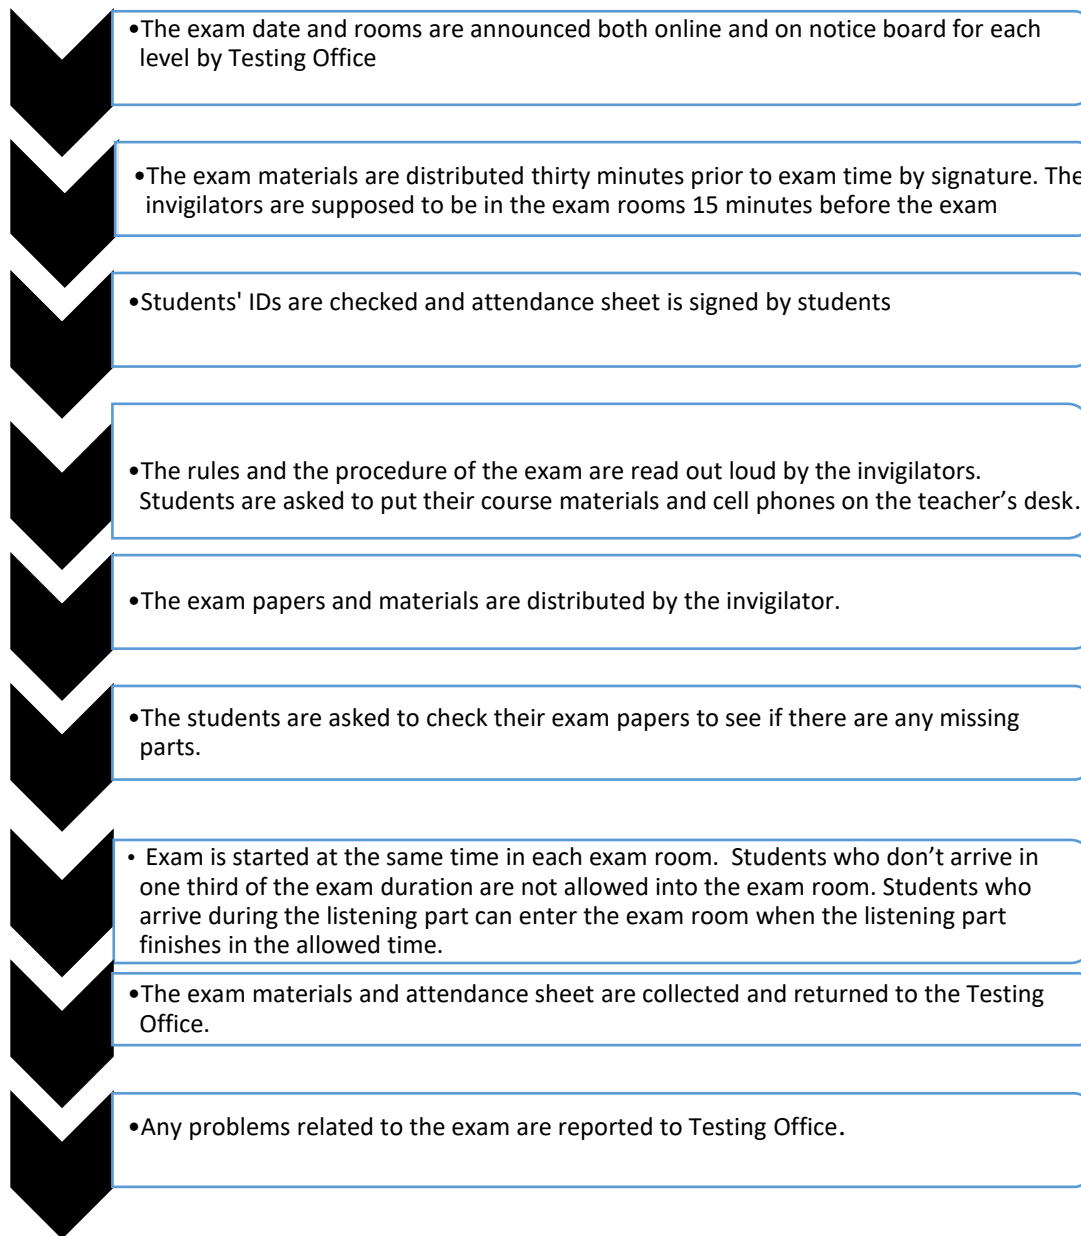 •The exam date and rooms are announced both online and on notice board for each
level by Testing Office
•The exam materials are distributed thirty minutes prior to exam time by signature. The
invigilators are supposed to be in the exam rooms 15 minutes before the exam
•Students' IDs are checked and attendance sheet is signed by students
•The rules and the procedure of the exam are read out loud by the invigilators.
Students are asked to put their course materials and cell phones on the teacher’s desk.
•The exam papers and materials are distributed by the invigilator.
•The students are asked to check their exam papers to see if there are any missing
parts.
• Exam is started at the same time in each exam room. Students who don’t arrive in
one third of the exam duration are not allowed into the exam room. Students who
arrive during the listening part can enter the exam room when the listening part
finishes in the allowed time.
•The exam materials and attendance sheet are collected and returned to the Testing
Office.
•Any problems related to the exam are reported to Testing Office.